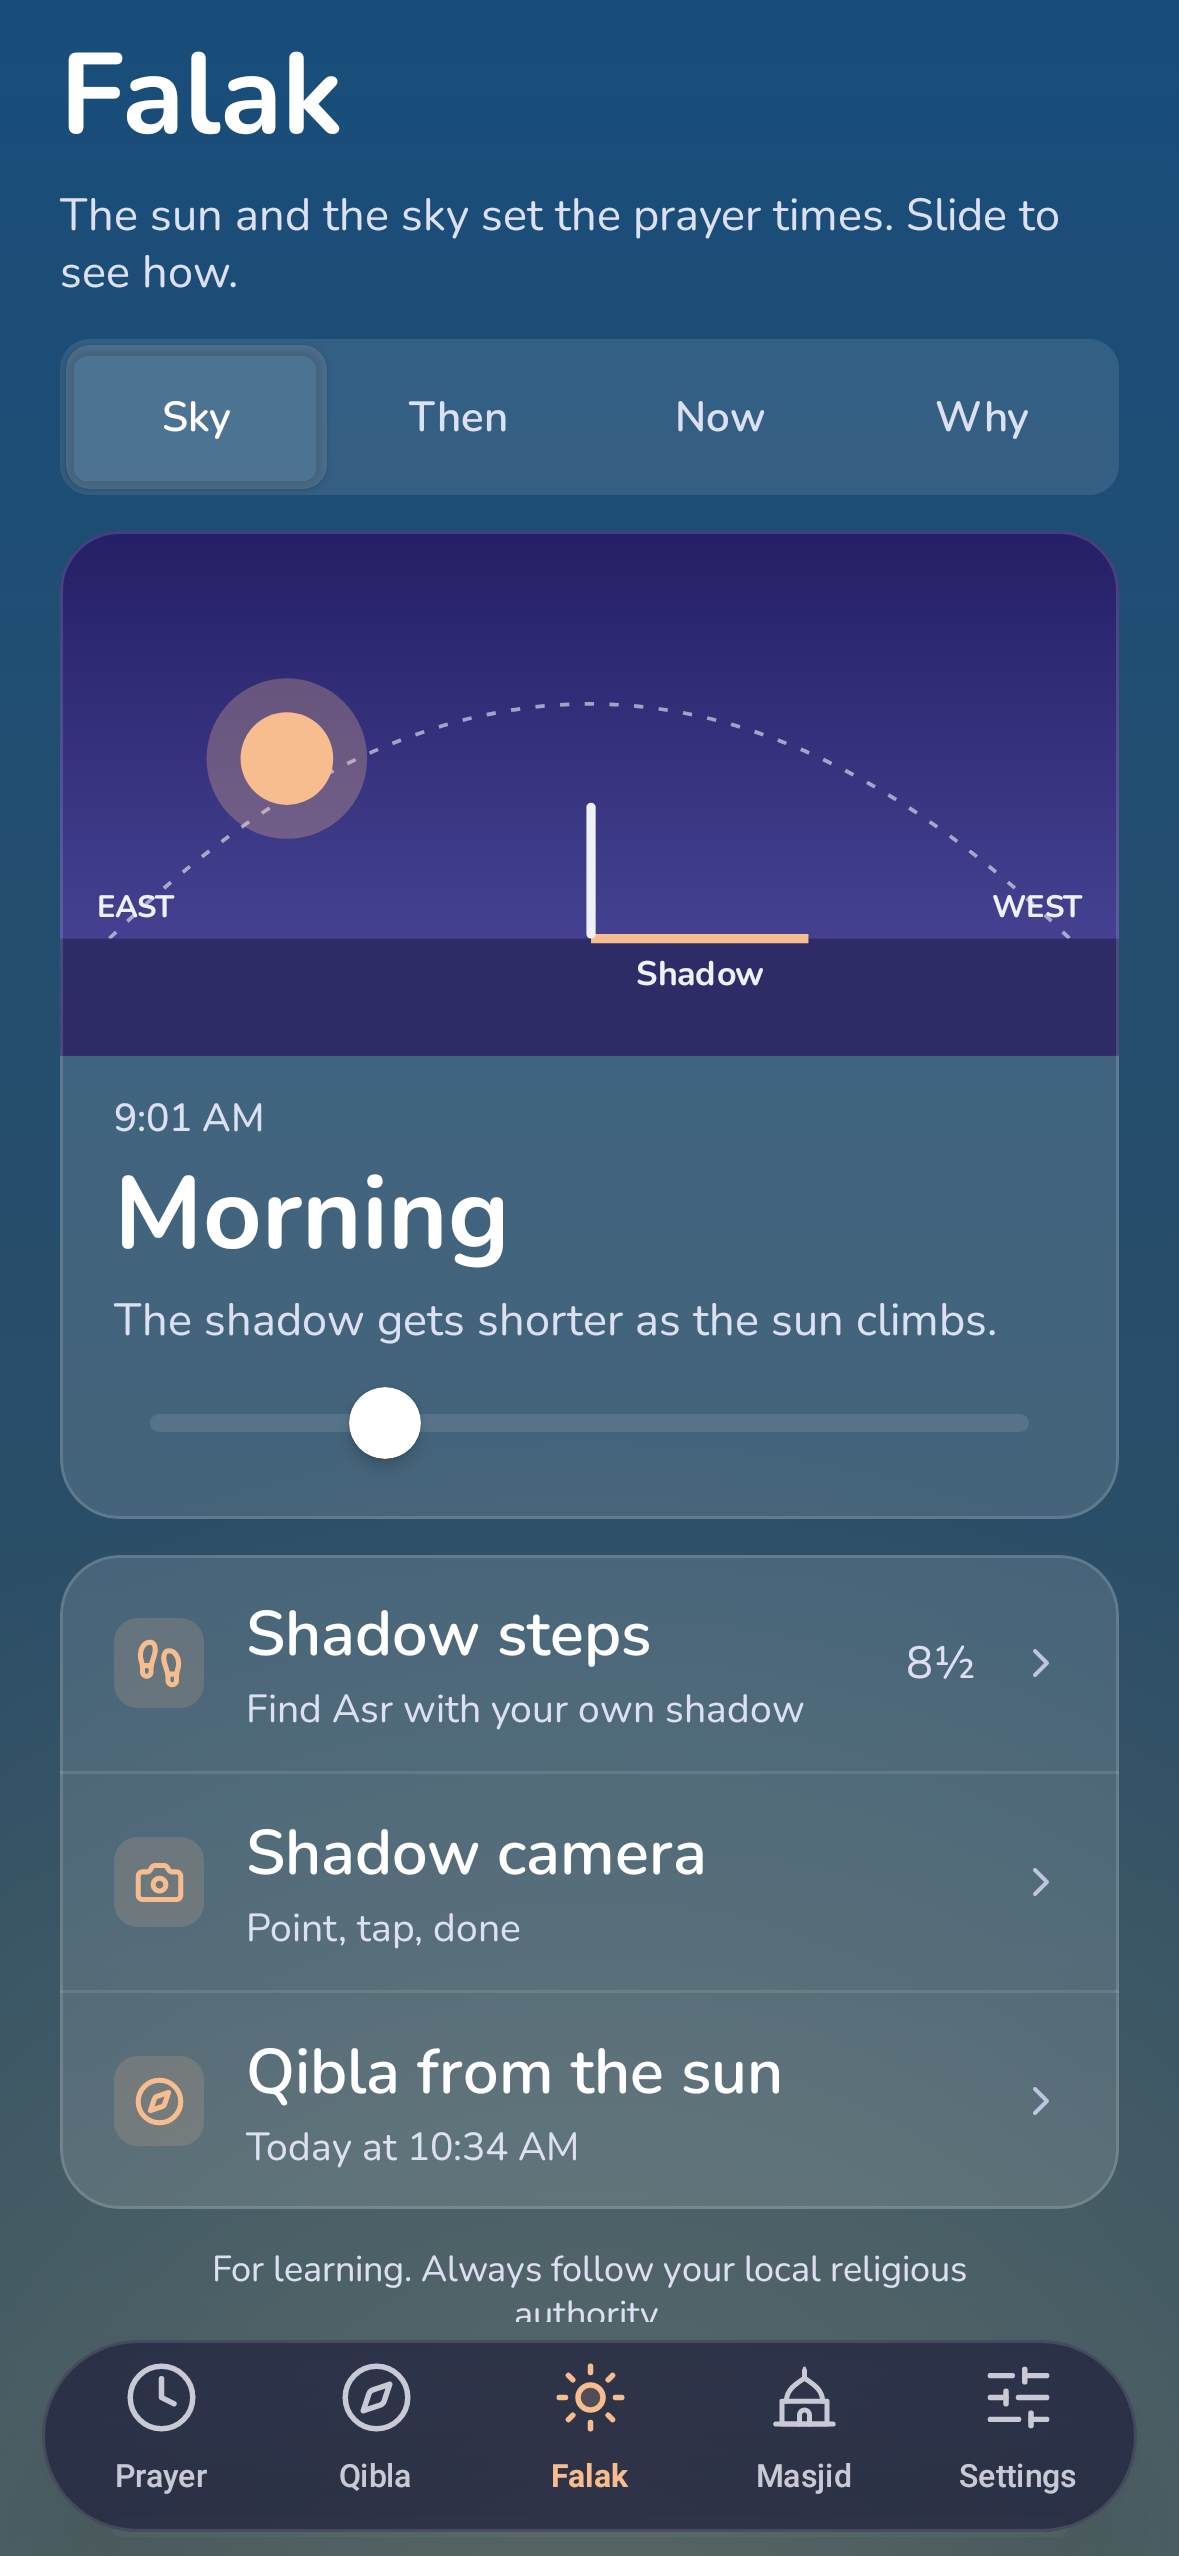 Falak
The sun and the sky set the prayer times. Slide to
see how.
Sky Then Now Why
EAST WEST
Shadow
9:01 AM
Morning
The shadow gets shorter as the sun climbs.
Shadow steps
8½
Find Asr with your own shadow
Shadow camera
Point, tap, done
Qibla from the sun
Today at 10:34 AM
For learning. Always follow your local religious
authority
Prayer Qibla Falak Masjid Settings